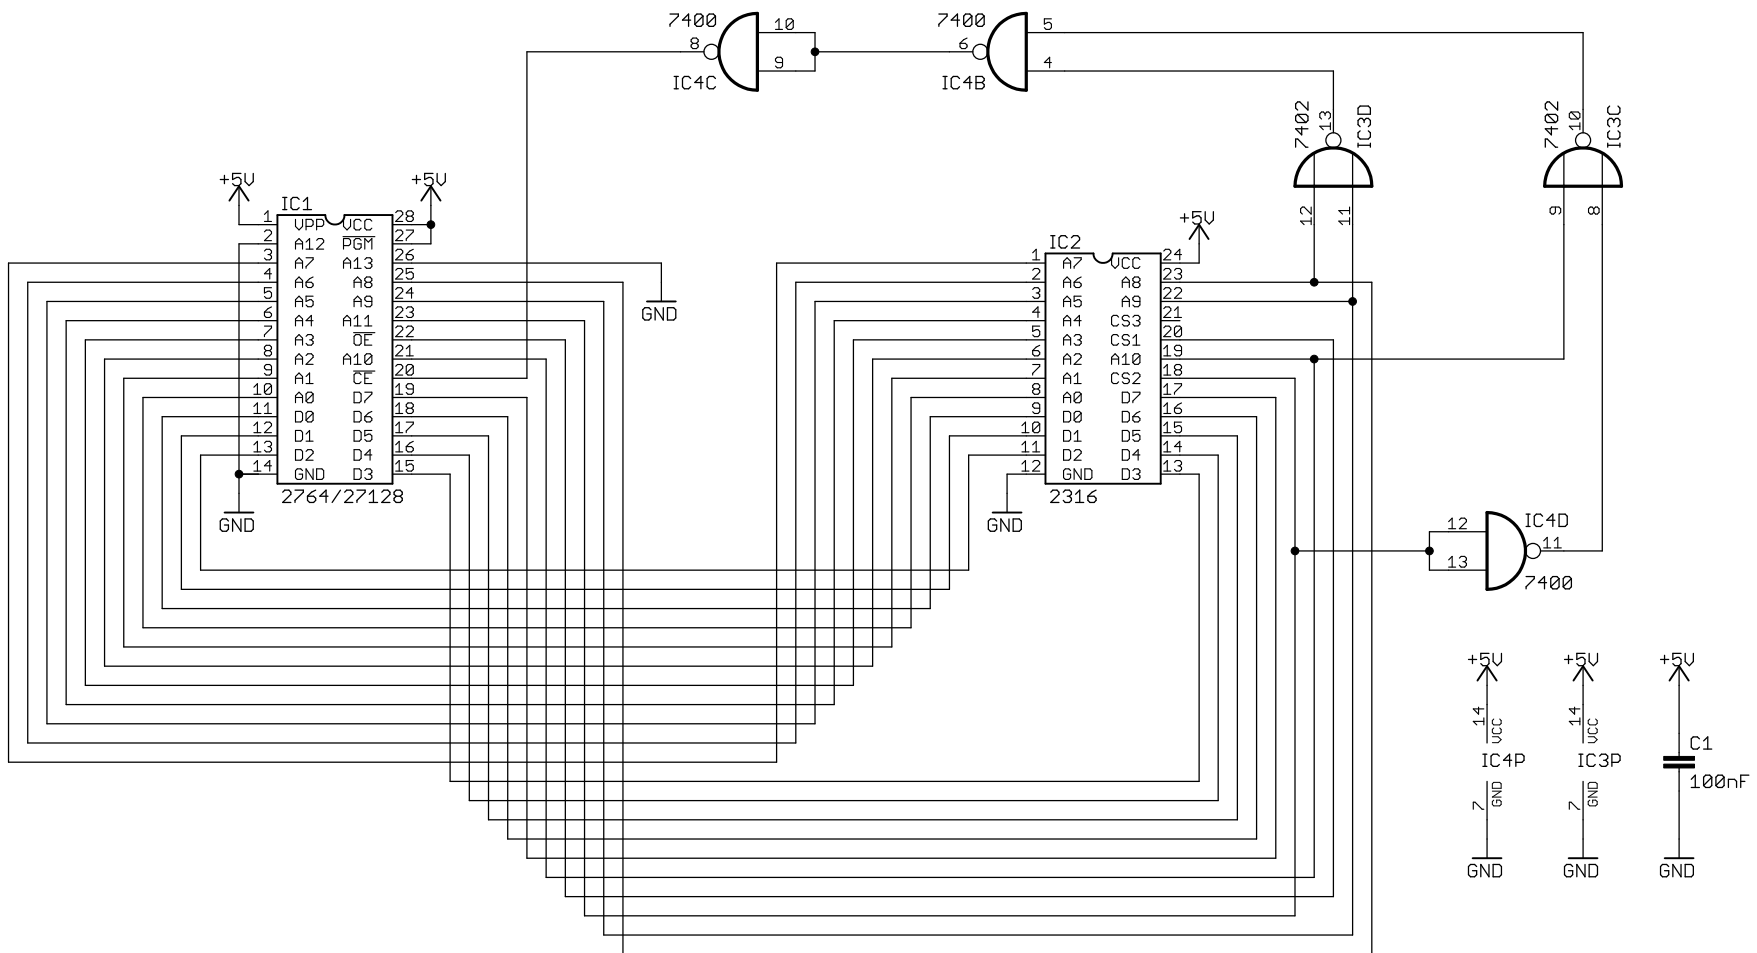 7400
10
9
8
IC4C
7400
5
4
6
IC4B
7402
13
IC3D
12
11
7402
10
IC3C
9
8
+5V
+5V
IC1
1 VPP VCC 28
2 A12 PGM 27
3 A7 A13 26
4 A6 A8 25
5 A5 A9 24
6 A4 A11 23
7 A3 OE 22
8 A2 A10 21
9 A1 CE 20
10 A0 D7 19
11 D0 D6 18
12 D1 D5 17
13 D2 D4 16
14 GND D3 15
2764/27128
GND
GND
+5V
IC2
1 A7 VCC 24
2 A6 A8 23
3 A5 A9 22
4 A4 CS3 21
5 A3 CS1 20
6 A2 A10 19
7 A1 CS2 18
8 A0 D7 17
9 D0 D6 16
10 D1 D5 15
11 D2 D4 14
12 GND D3 13
2316
GND
12
13
IC4D
11
7400
+5V
14
VCC
IC4P
7
GND
GND
+5V
14
VCC
IC3P
7
GND
GND
+5V
C1
100nF
GND